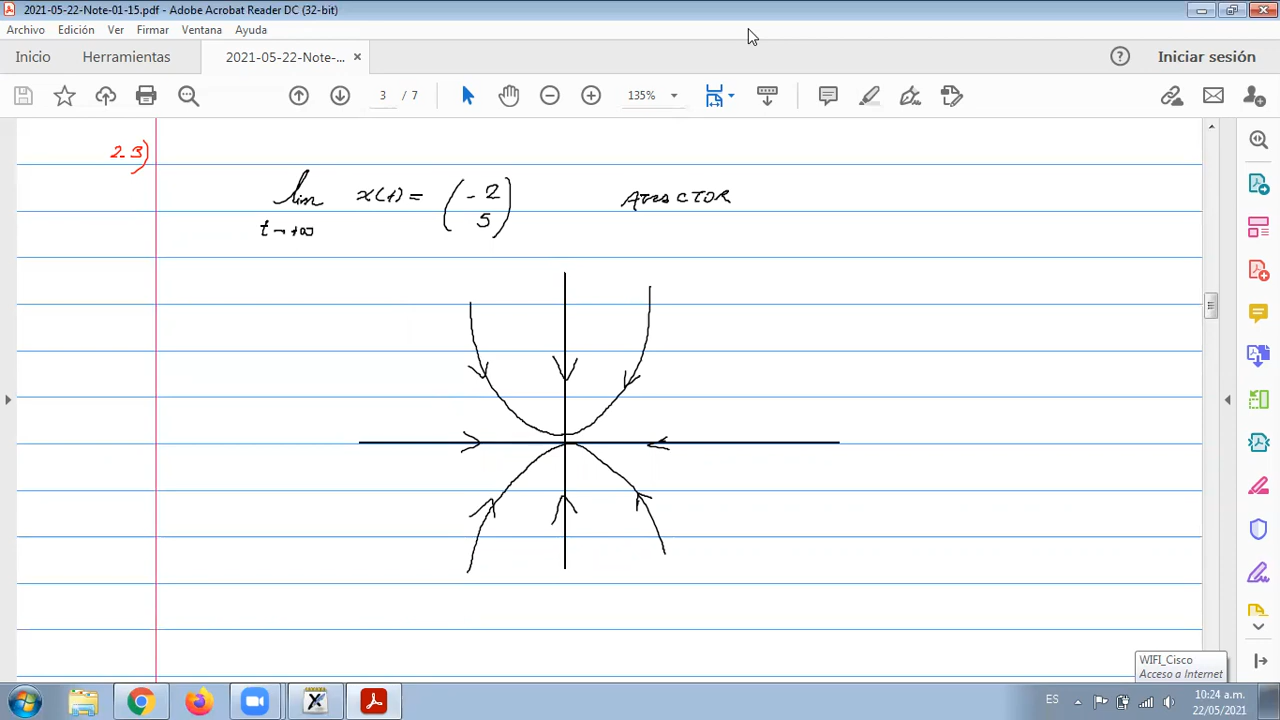 2021-05-22-Note-01-15.pdf - Adobe Acrobat Reader DC (32-bit)
Archivo Edición Ver Firmar Ventana Ayuda
Inicio Herramientas 2021-05-22-Note-... × Iniciar sesión
3 / 7 135%
2.3)
lim x(t) = ( -2
5 )
t→+∞
ATRACTOR
WIFI_Cisco
Acceso a Internet
ES 10:24 a.m.
22/05/2021